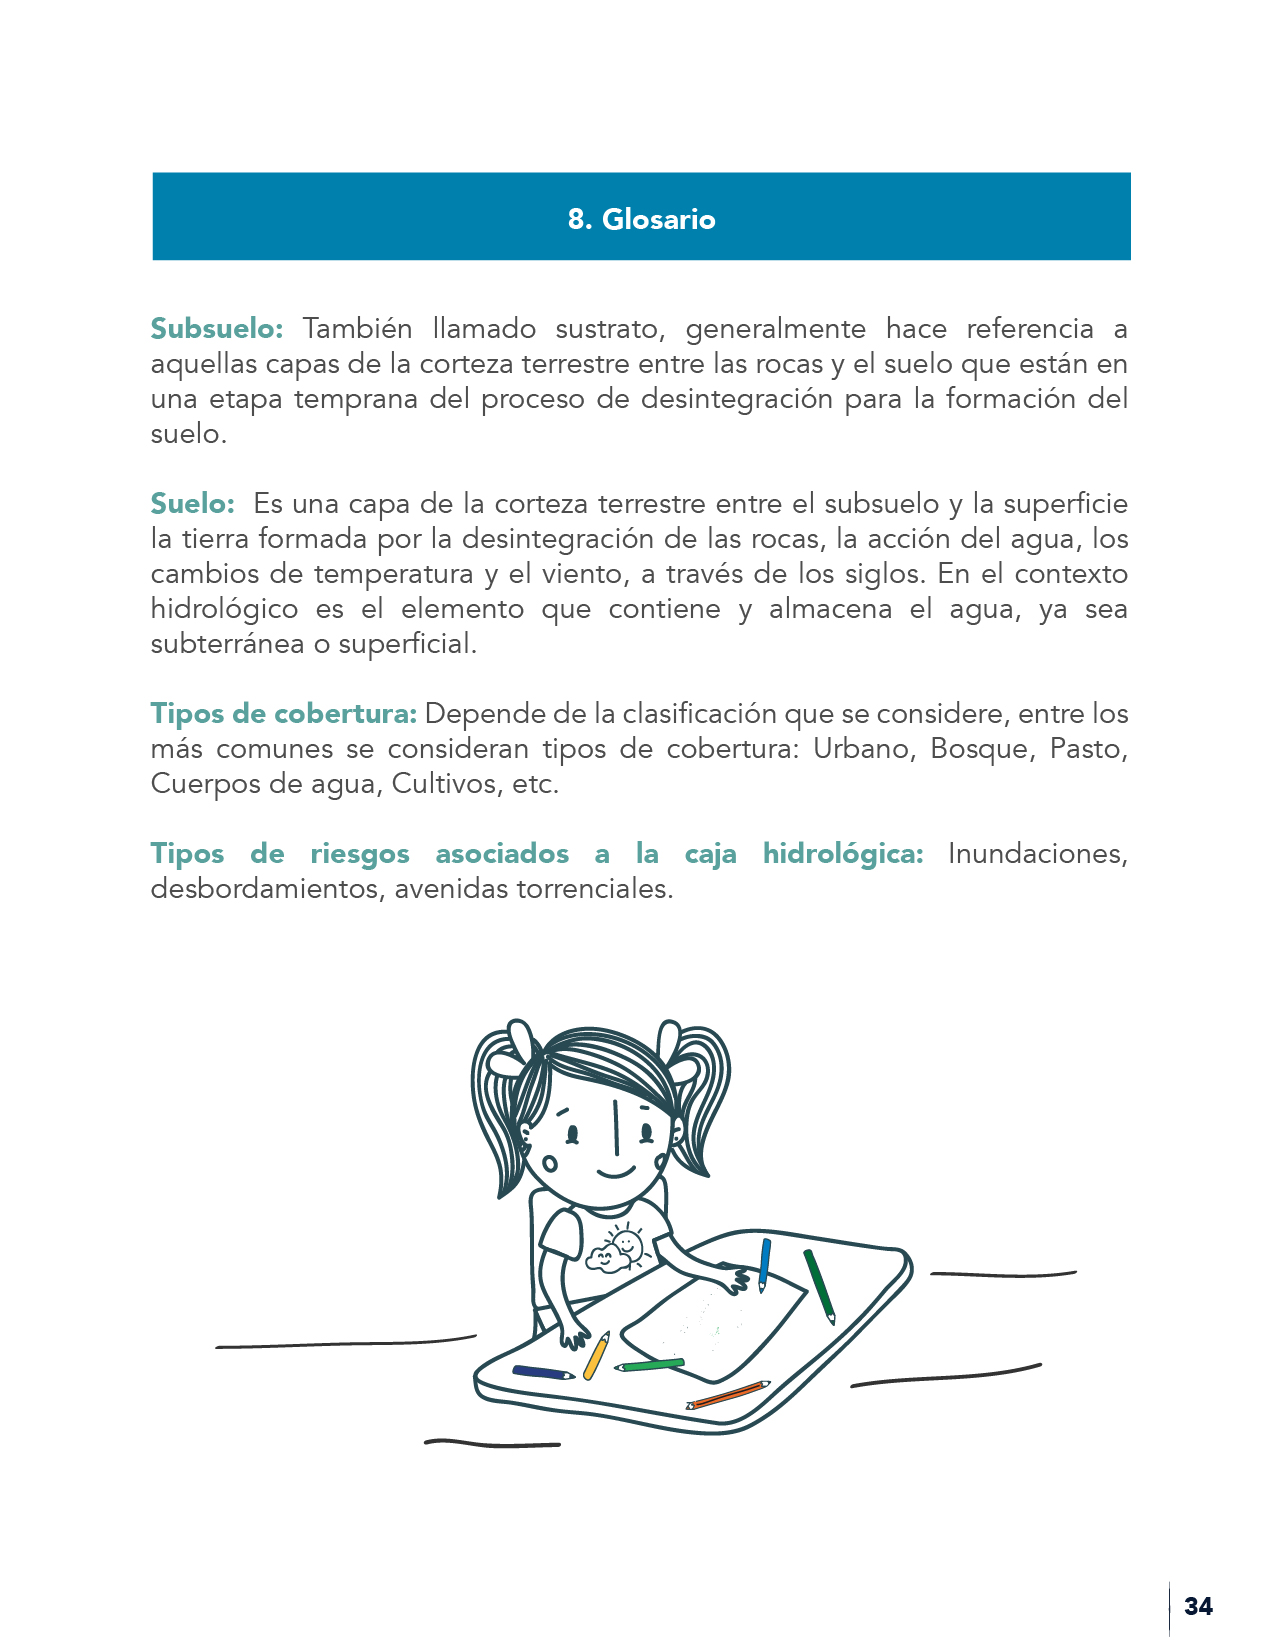 8. Glosario
Subsuelo: También llamado sustrato, generalmente hace referencia a
aquellas capas de la corteza terrestre entre las rocas y el suelo que están en
una etapa temprana del proceso de desintegración para la formación del
suelo.
Suelo: Es una capa de la corteza terrestre entre el subsuelo y la superficie
la tierra formada por la desintegración de las rocas, la acción del agua, los
cambios de temperatura y el viento, a través de los siglos. En el contexto
hidrológico es el elemento que contiene y almacena el agua, ya sea
subterránea o superficial.
Tipos de cobertura: Depende de la clasificación que se considere, entre los
más comunes se consideran tipos de cobertura: Urbano, Bosque, Pasto,
Cuerpos de agua, Cultivos, etc.
Tipos de riesgos asociados a la caja hidrológica: Inundaciones,
desbordamientos, avenidas torrenciales.
34